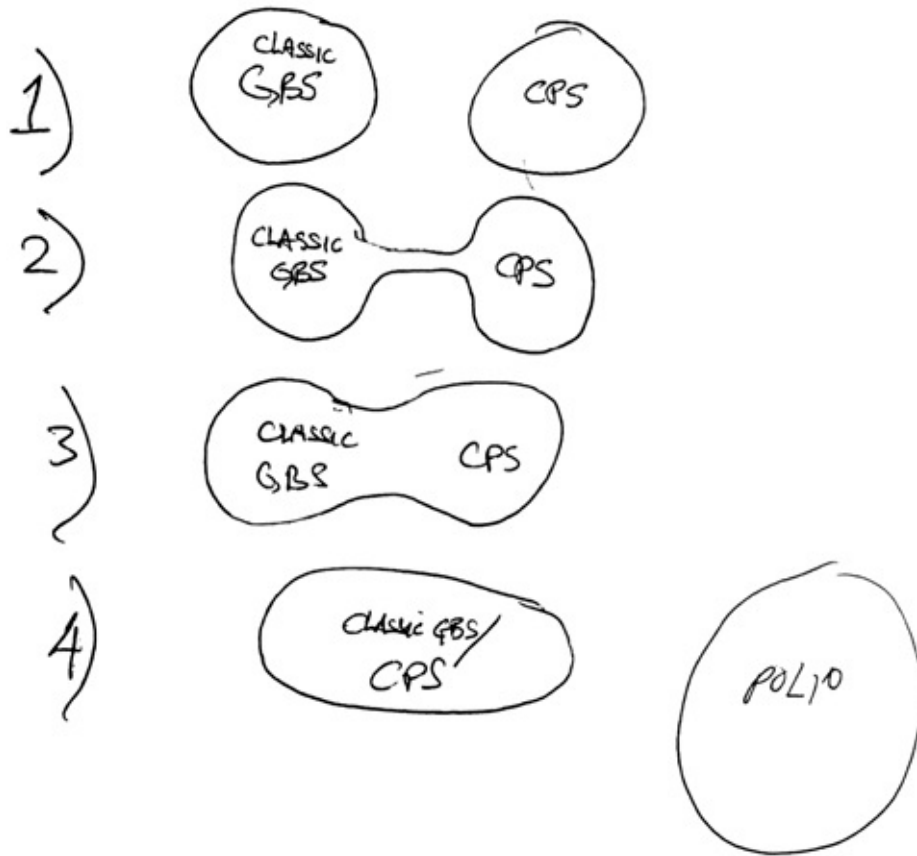 1)
CLASSIC
GBS
CPS
2)
CLASSIC
GBS
CPS
3)
CLASSIC
GBS
CPS
4)
CLASSIC GBS/
CPS
POLIO